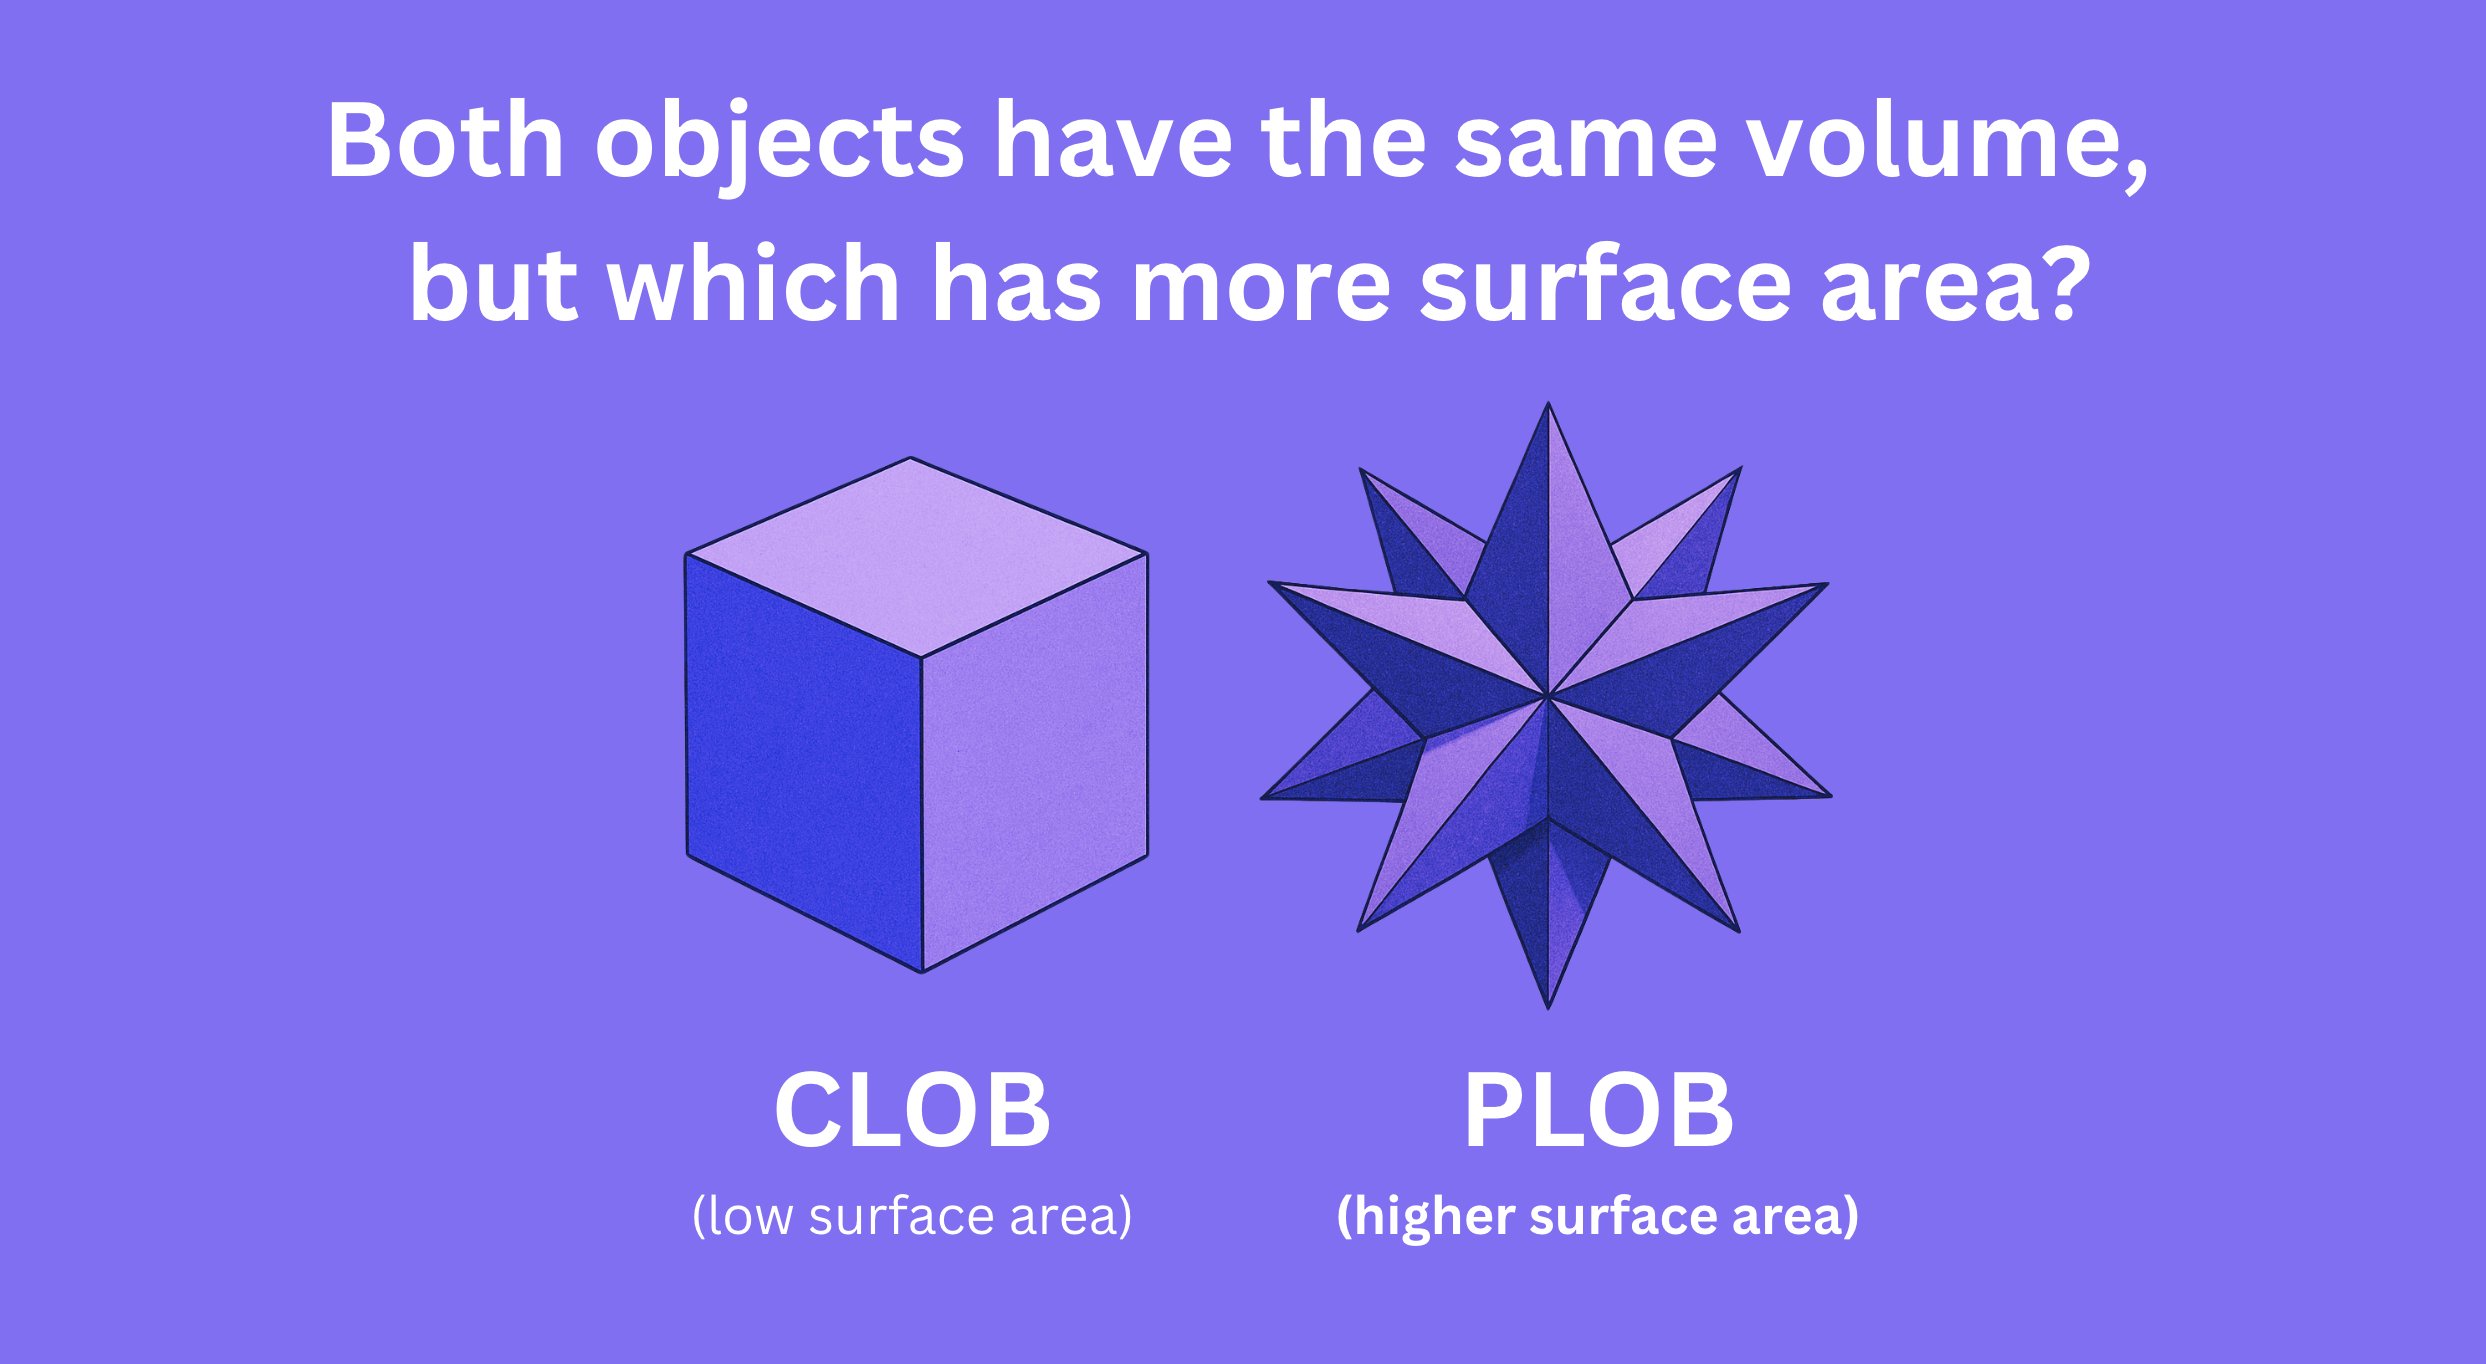 Both objects have the same volume,
but which has more surface area?
CLOB
PLOB
(low surface area)
(higher surface area)